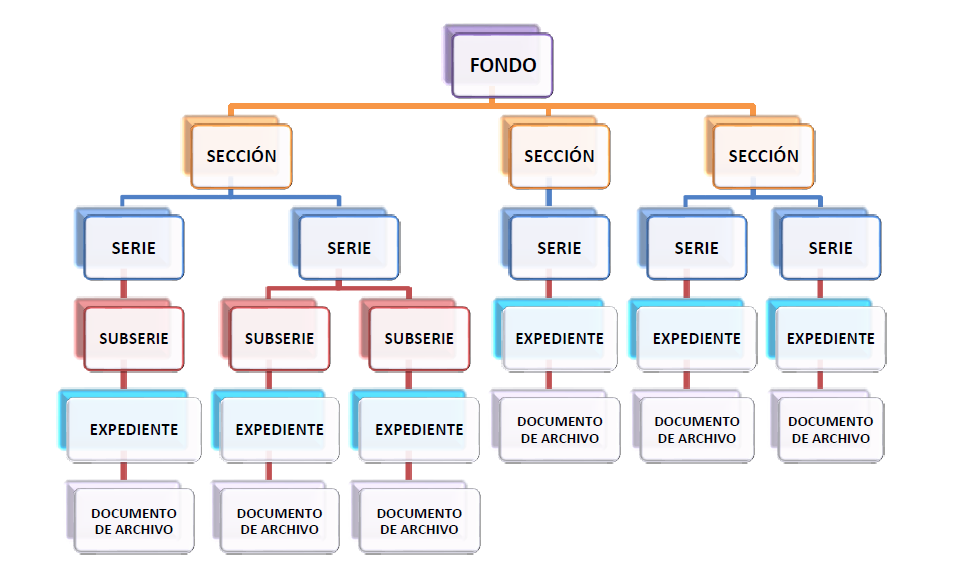 FONDO
SECCIÓN
SECCIÓN
SECCIÓN
SERIE
SERIE
SERIE
SERIE
SERIE
SUBSERIE
SUBSERIE
SUBSERIE
EXPEDIENTE
EXPEDIENTE
EXPEDIENTE
EXPEDIENTE
EXPEDIENTE
EXPEDIENTE
DOCUMENTO
DE ARCHIVO
DOCUMENTO
DE ARCHIVO
DOCUMENTO
DE ARCHIVO
DOCUMENTO
DE ARCHIVO
DOCUMENTO
DE ARCHIVO
DOCUMENTO
DE ARCHIVO